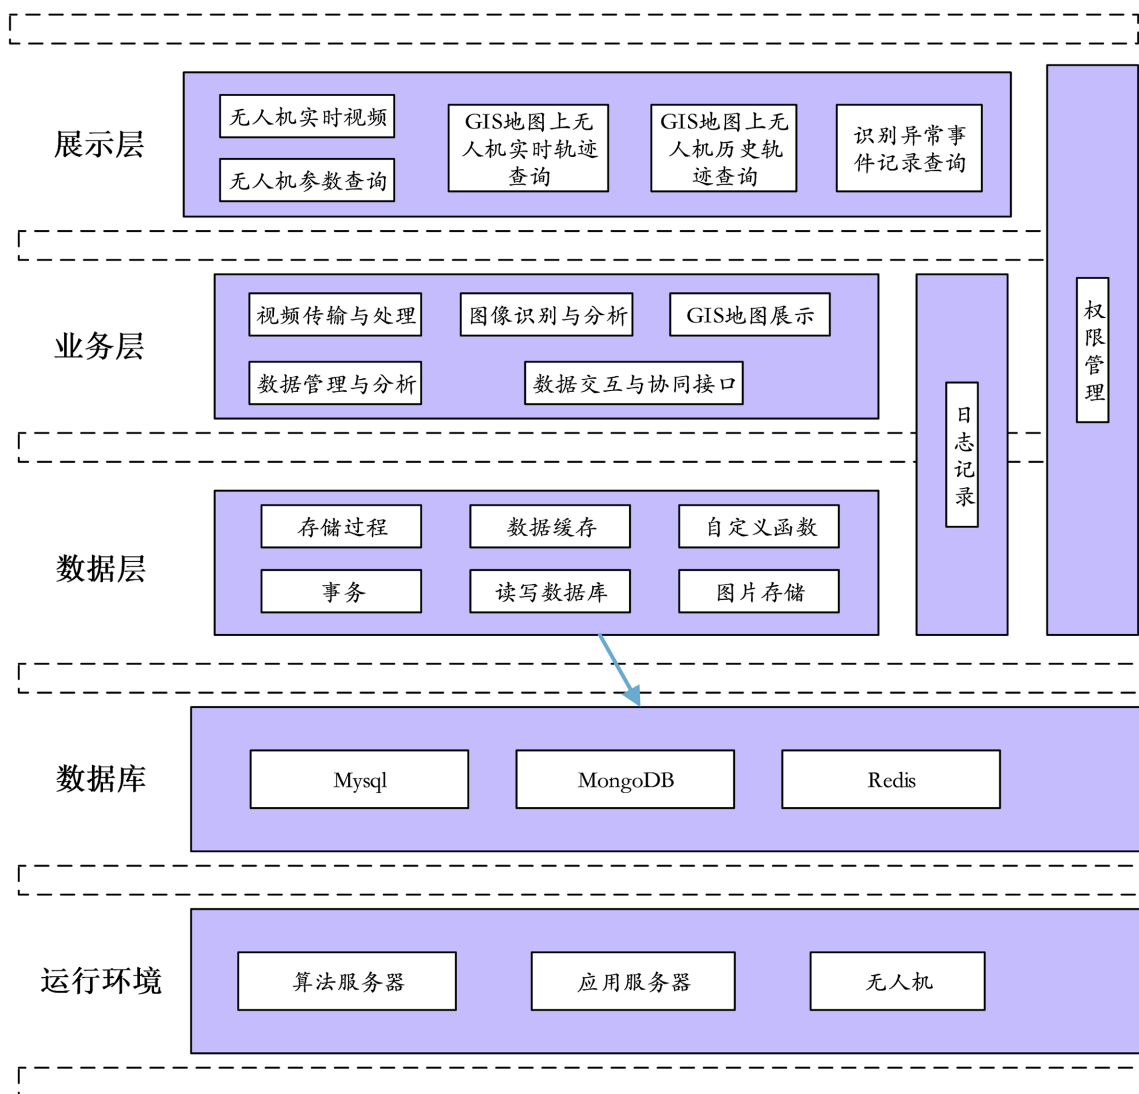 展示层
无人机实时视频
无人机参数查询
GIS地图上无
人机实时轨迹
查询
GIS地图上无
人机历史轨
迹查询
识别异常事
件记录查询
业务层
视频传输与处理
图像识别与分析
GIS地图展示
数据管理与分析
数据交互与协同接口
日志记录
权限管理
数据层
存储过程
数据缓存
自定义函数
事务
读写数据库
图片存储
数据库
Mysql
MongoDB
Redis
运行环境
算法服务器
应用服务器
无人机